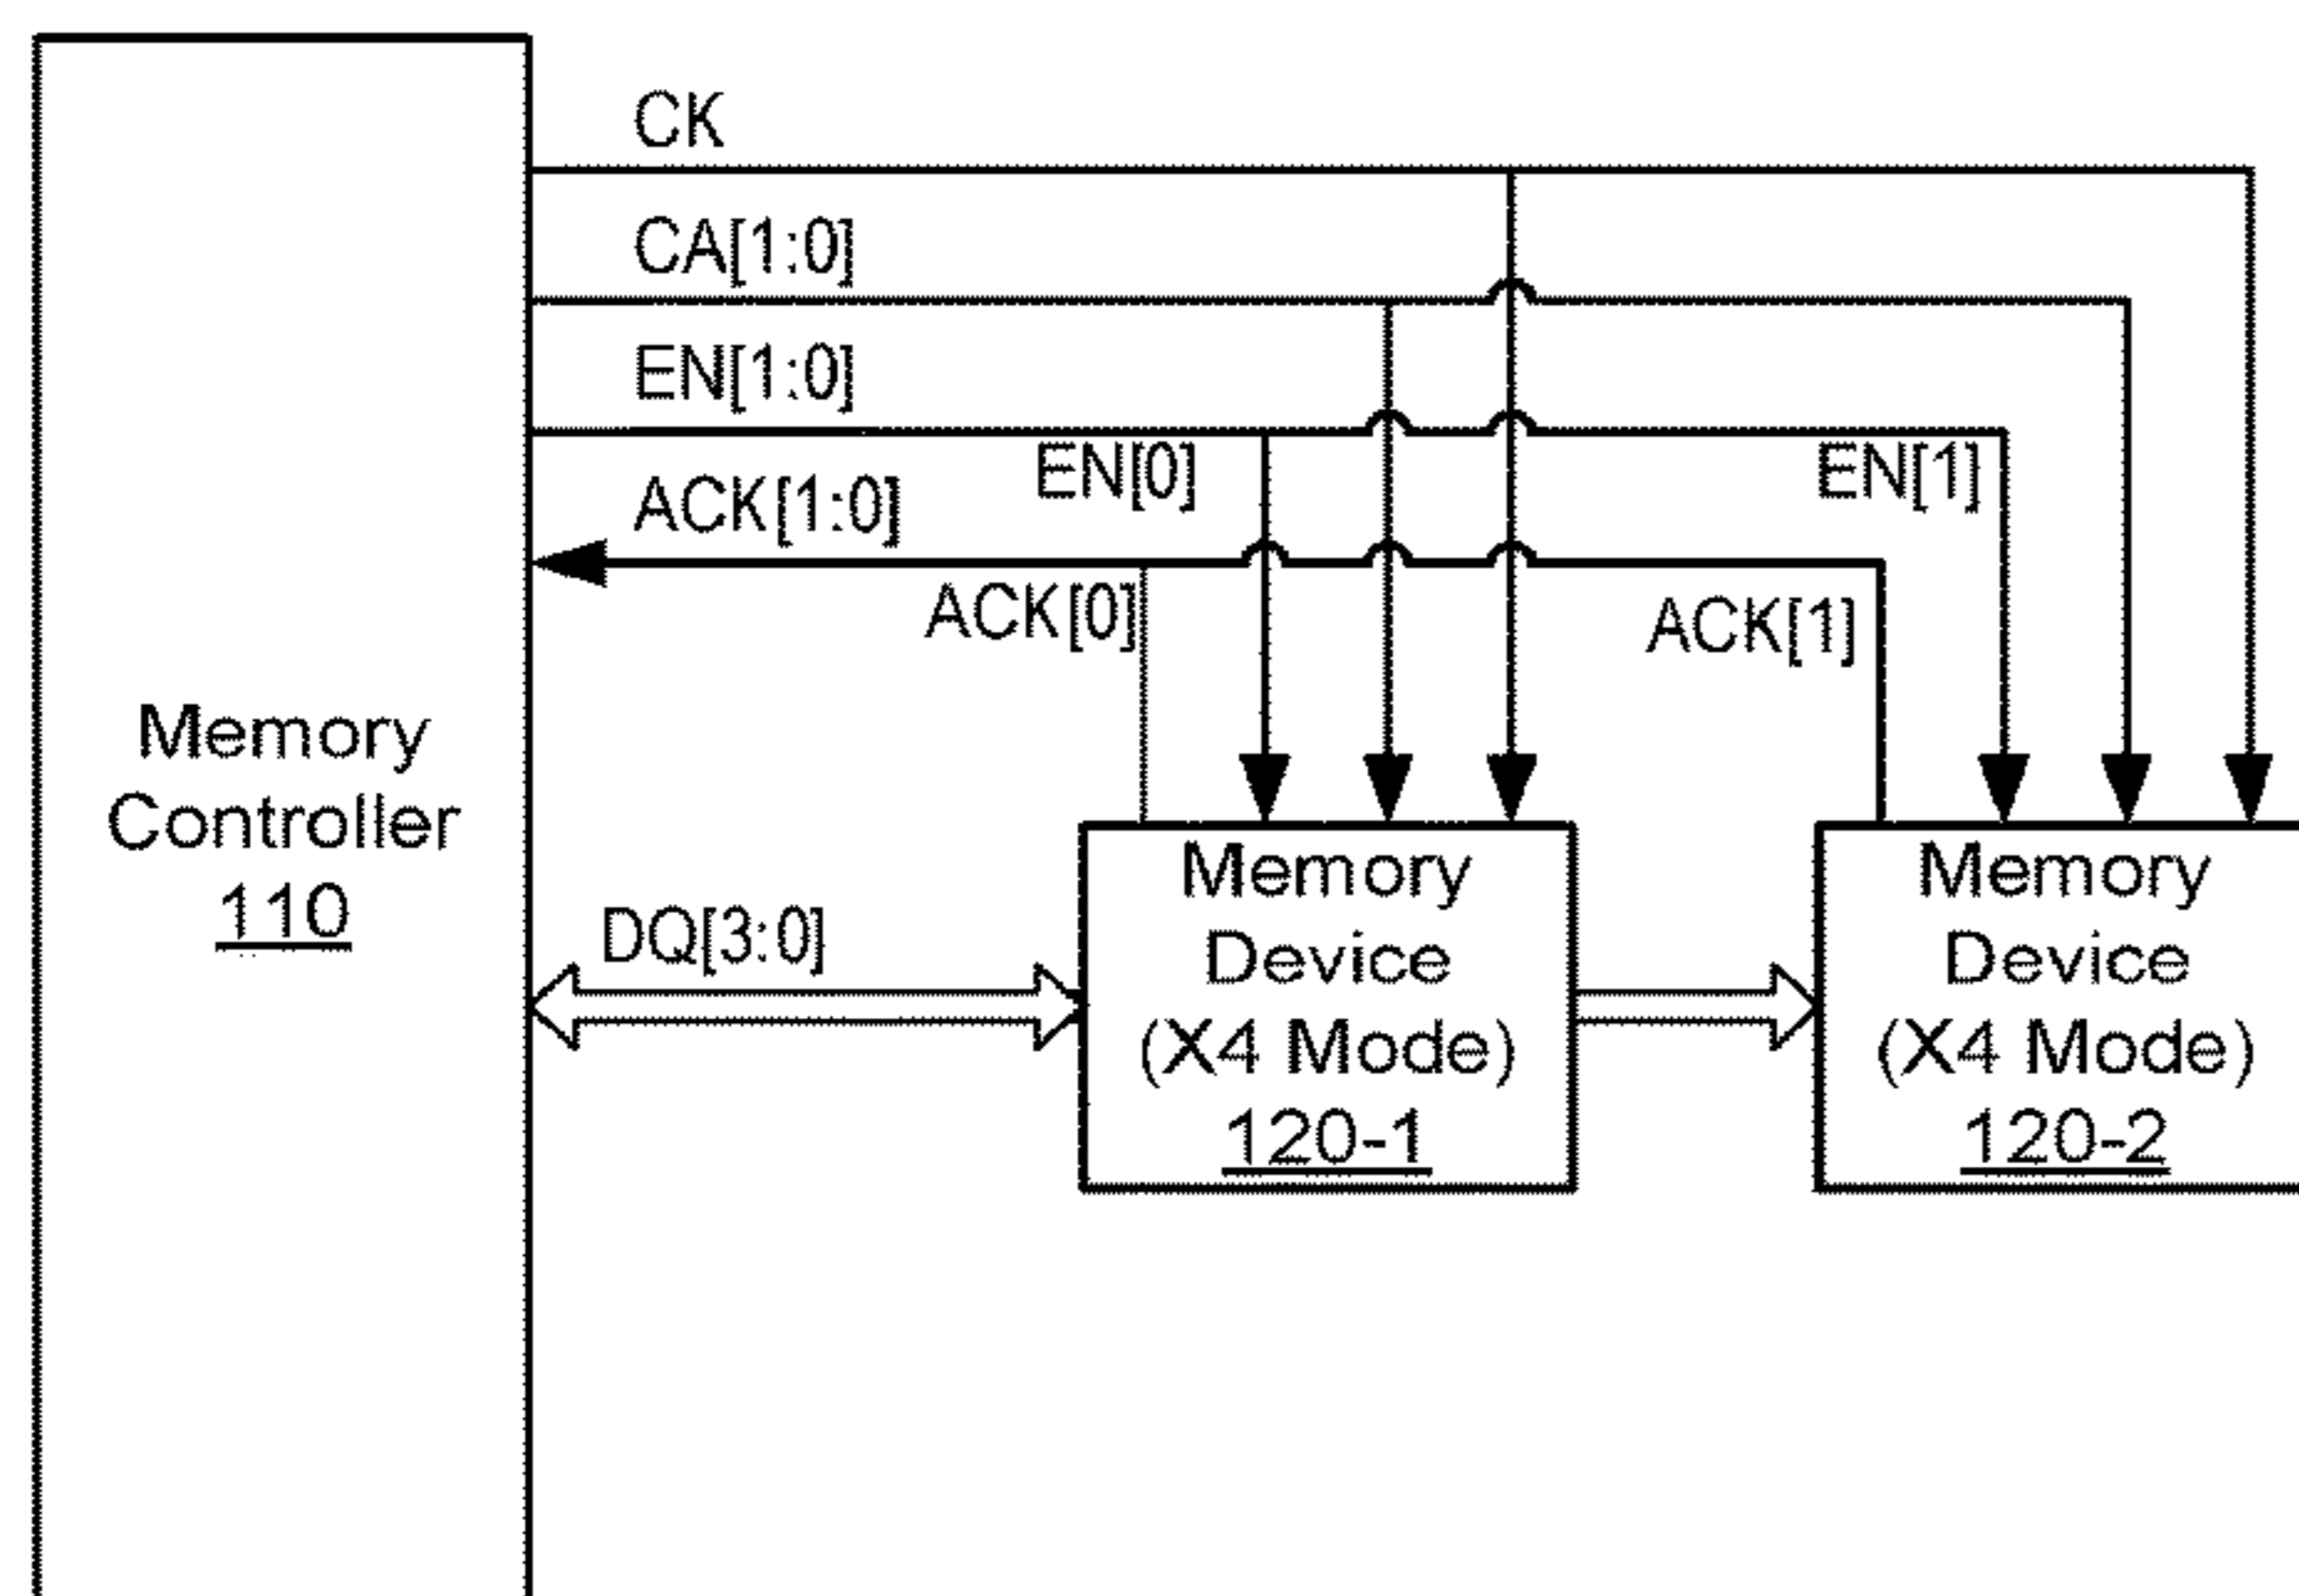 CK
CA[1:0]
EN[1:0]
EN[0]
EN[1]
ACK[1:0]
ACK[0]
ACK[1]
Memory
Controller
110
DQ[3:0]
Memory
Device
(X4 Mode)
120-1
Memory
Device
(X4 Mode)
120-2